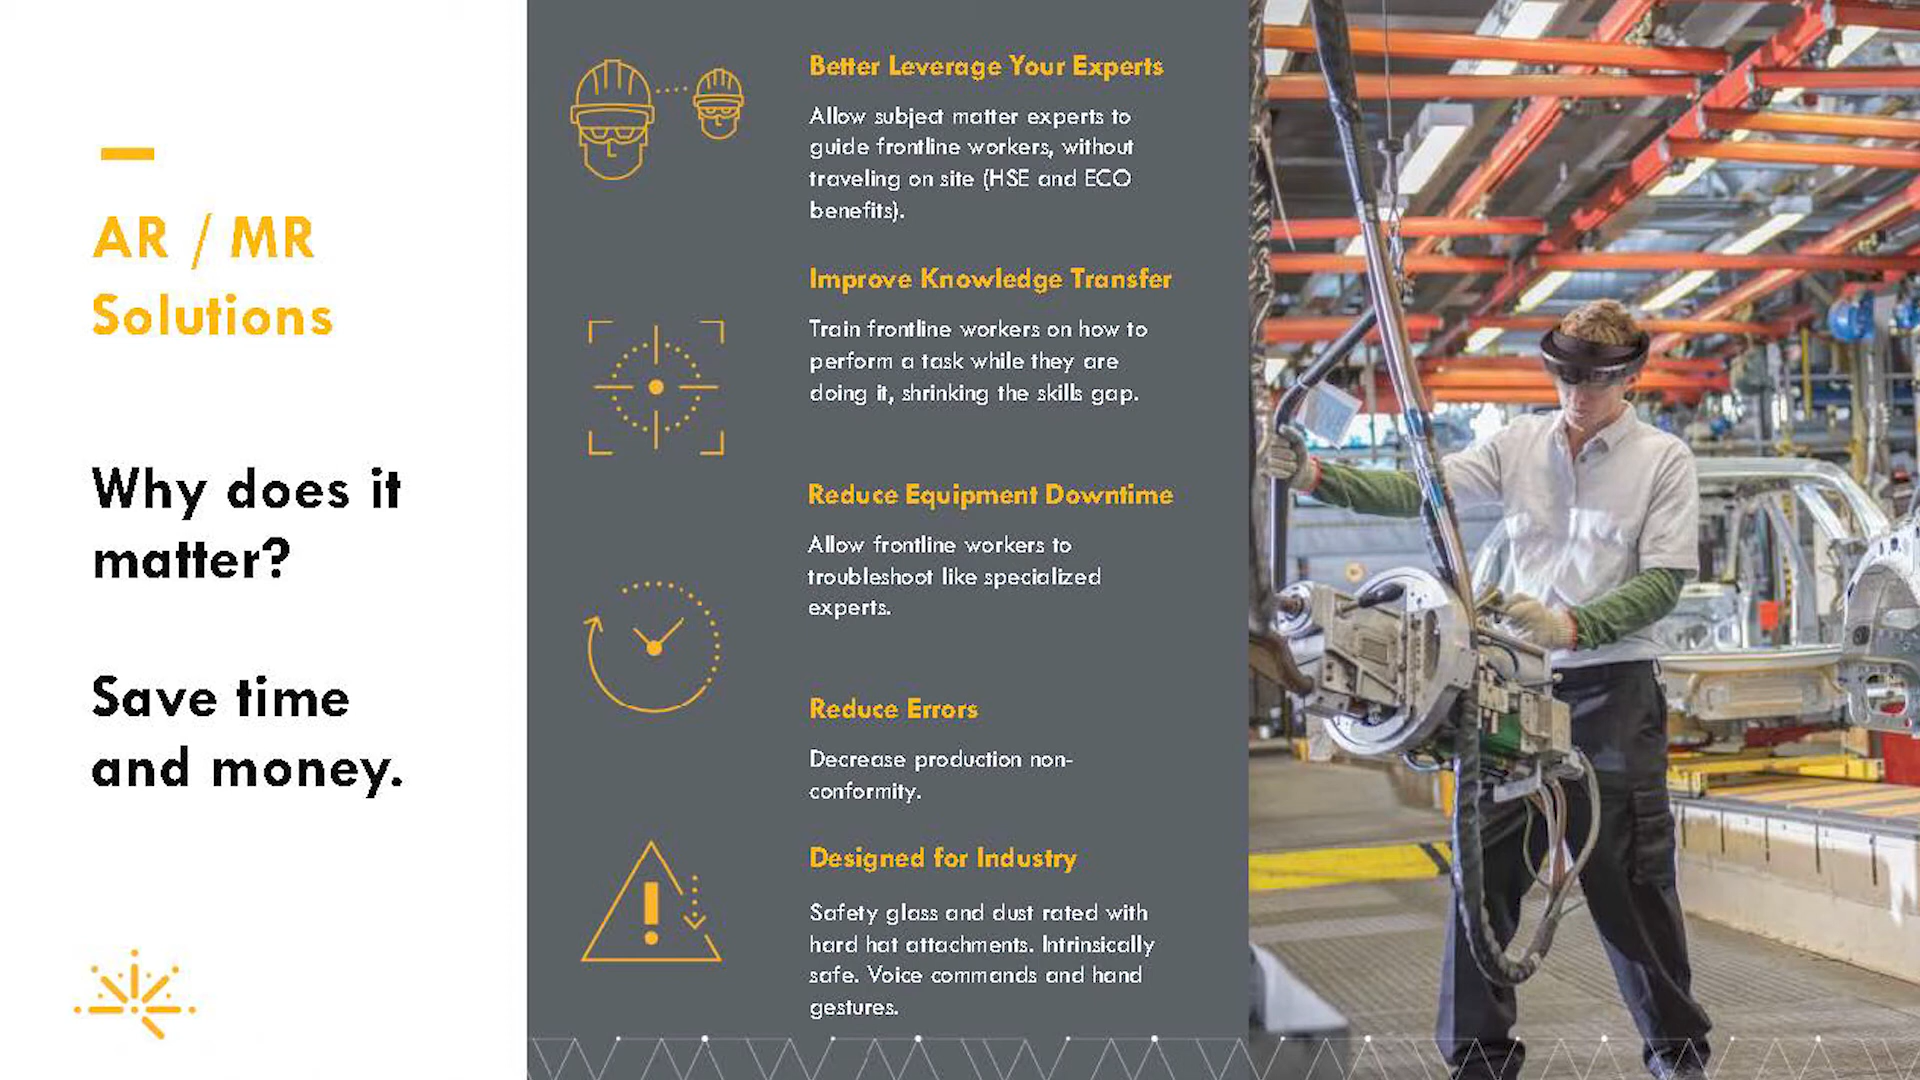 AR / MR
Solutions
Why does it
matter?
Save time
and money.
Better Leverage Your Experts
Allow subject matter experts to
guide frontline workers, without
traveling on site (HSE and ECO
benefits).
Improve Knowledge Transfer
Train frontline workers on how to
perform a task while they are
doing it, shrinking the skills gap.
Reduce Equipment Downtime
Allow frontline workers to
troubleshoot like specialized
experts.
Reduce Errors
Decrease production non-
conformity.
Designed for Industry
Safety glass and dust rated with
hard hat attachments. Intrinsically
safe. Voice commands and hand
gestures.